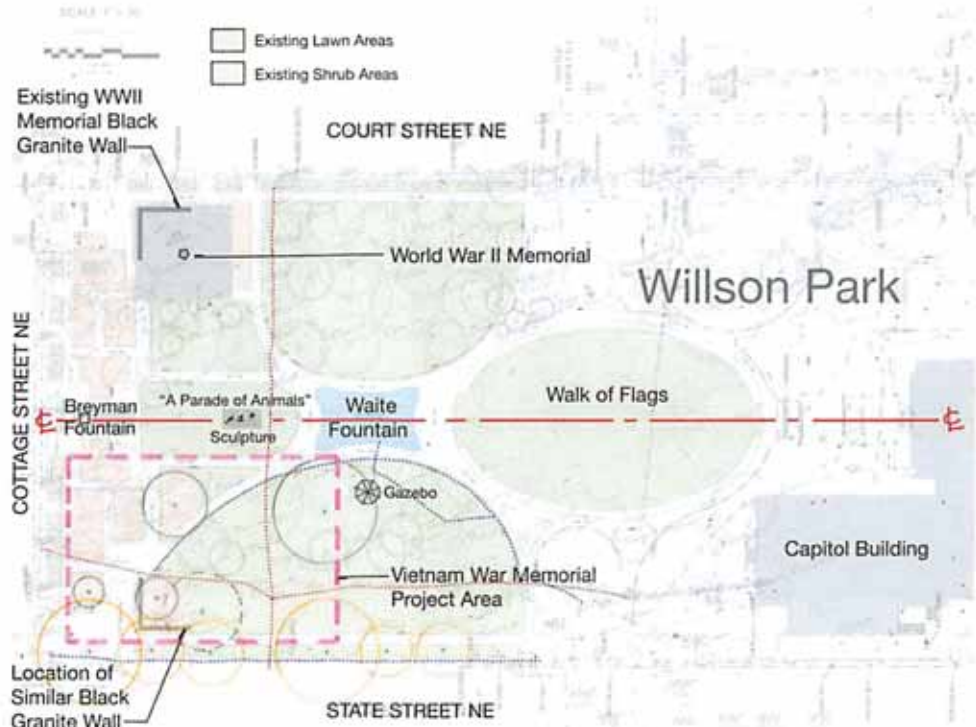 Existing Lawn Areas
Existing Shrub Areas
Existing WWII
Memorial Black
Granite Wall
COURT STREET NE
World War II Memorial
Willson Park
COTTAGE STREET NE
Breyman
Fountain
"A Parade of Animals"
Sculpture
Waite
Fountain
Walk of Flags
Gazebo
Capitol Building
Vietnam War Memorial
Project Area
Location of
Similar Black
Granite Wall
STATE STREET NE